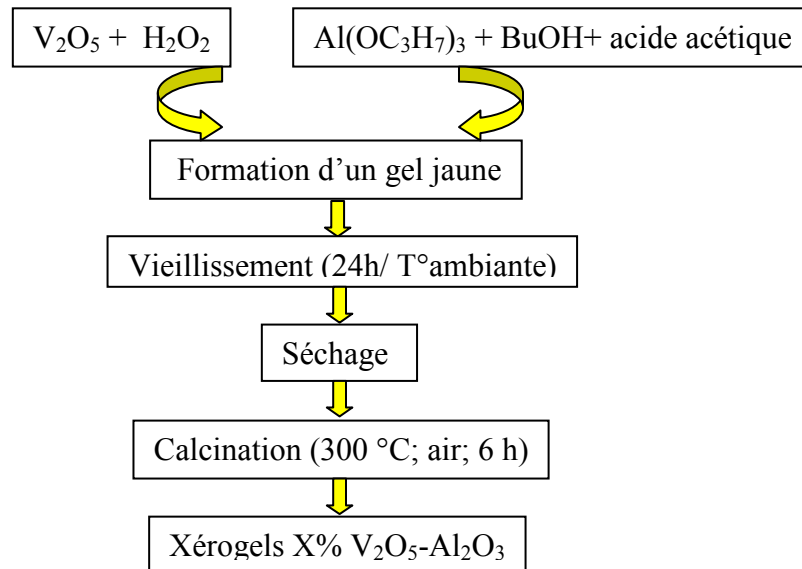 V₂O₅ + H₂O₂
Al(OC₃H₇)₃ + BuOH+ acide acétique
Formation d'un gel jaune
Vieillissement (24h/ T°ambiante)
Séchage
Calcination (300 °C; air; 6 h)
Xérogels X% V₂O₅-Al₂O₃